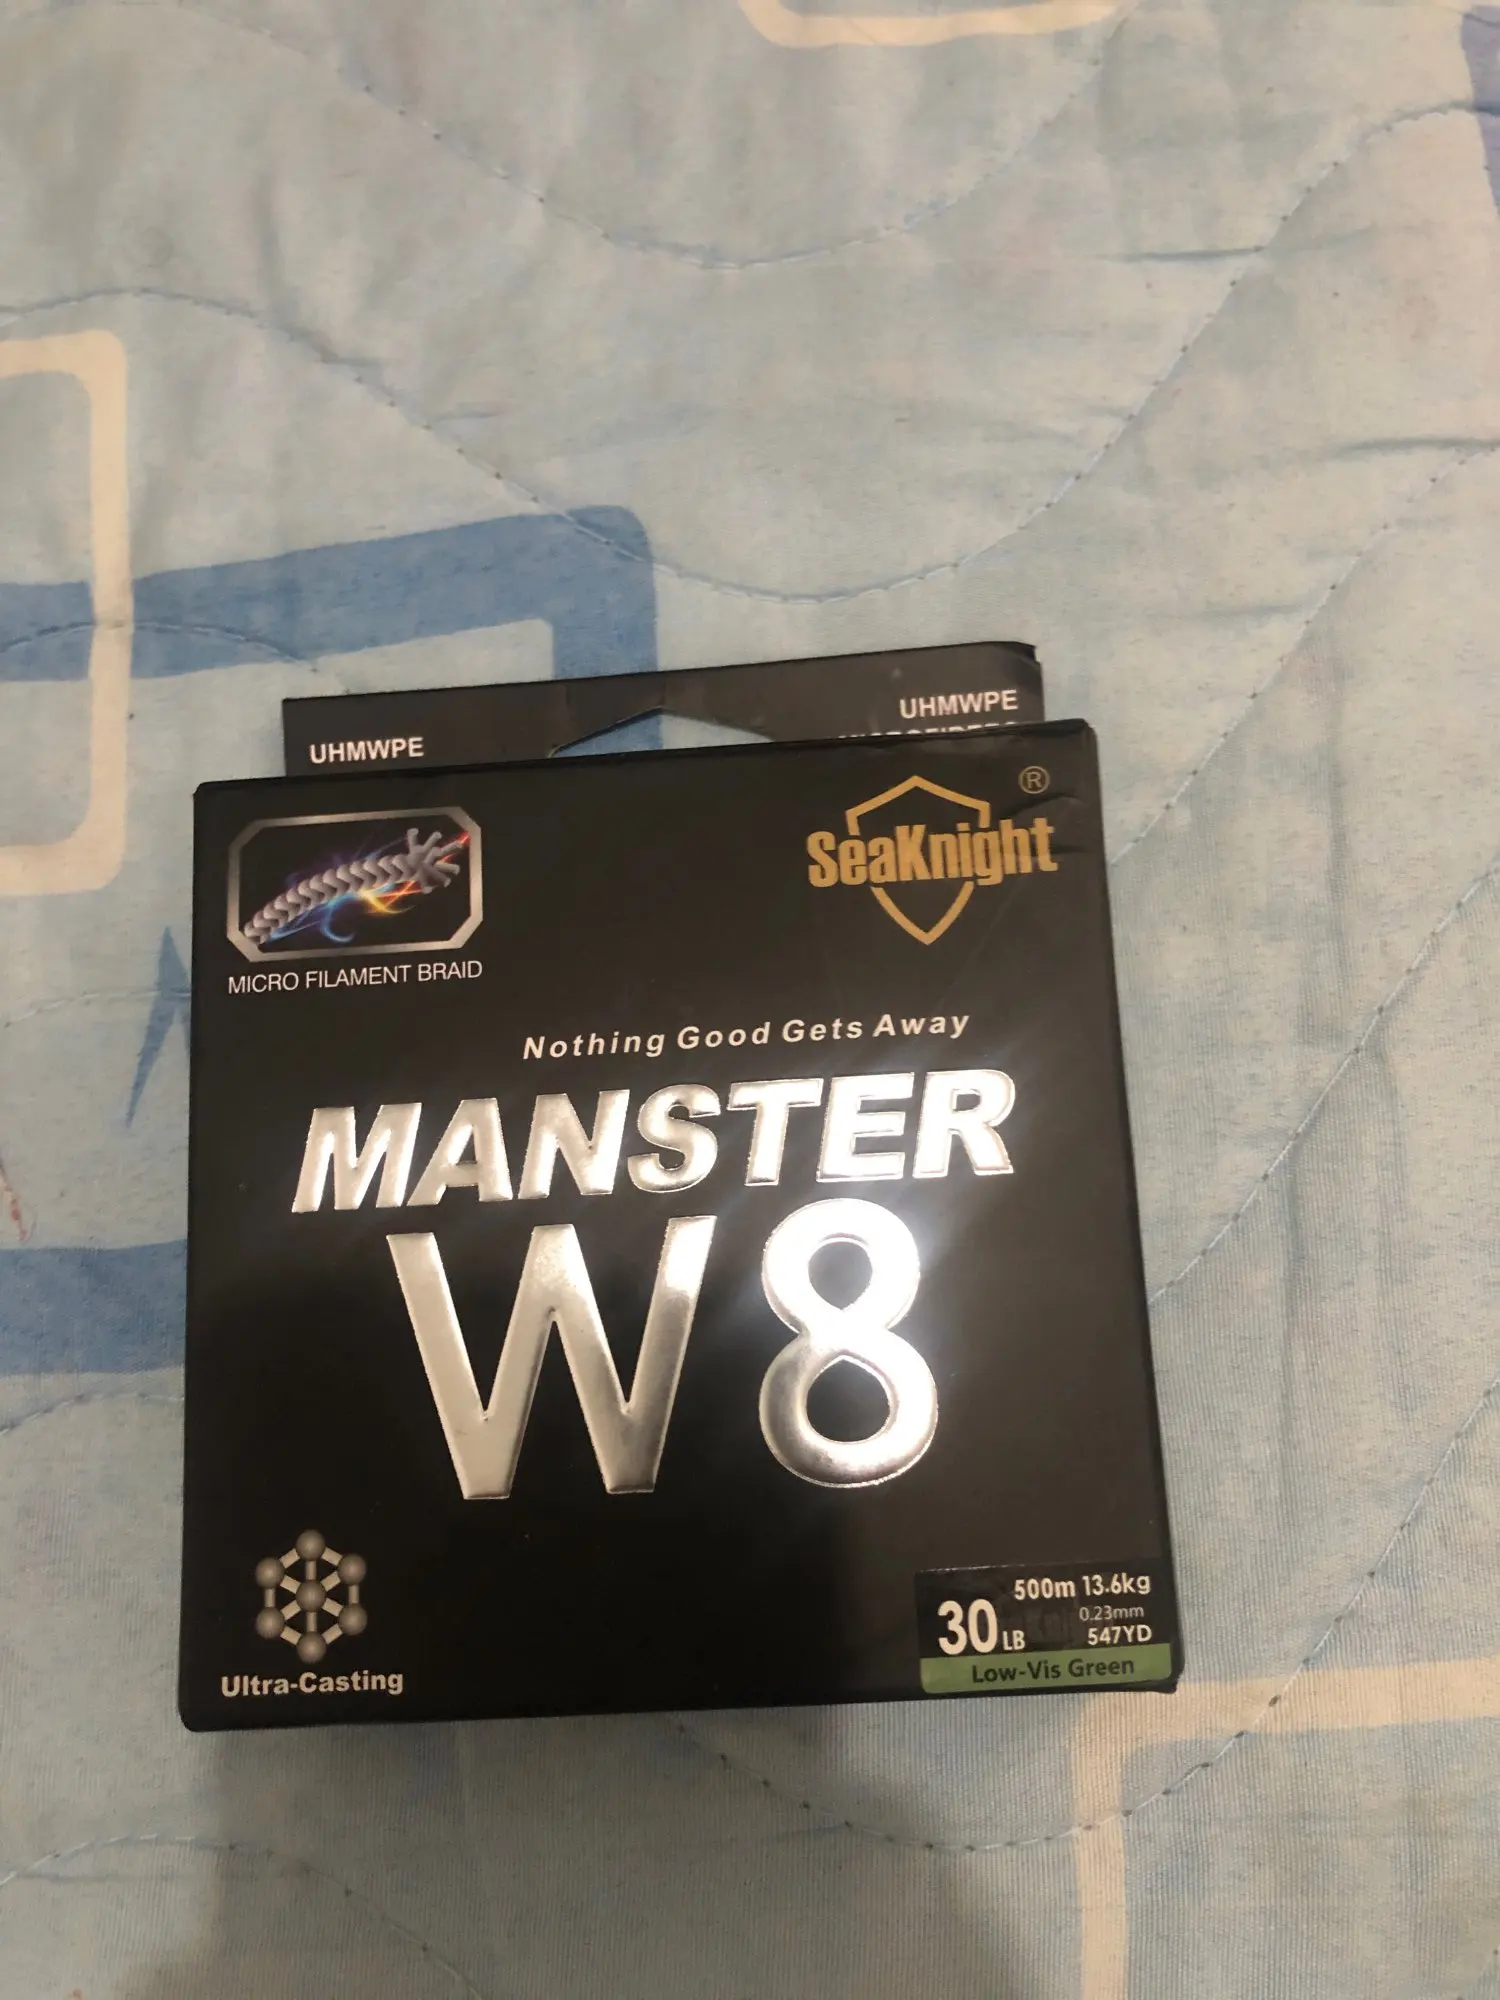 UHMWPE
UHMWPE
SeaKnight®
MICRO FILAMENT BRAID
Nothing Good Gets Away
MANSTER
W8
Ultra-Casting
500m 13.6kg
30LB
0.23mm
547YD
Low-Vis Green